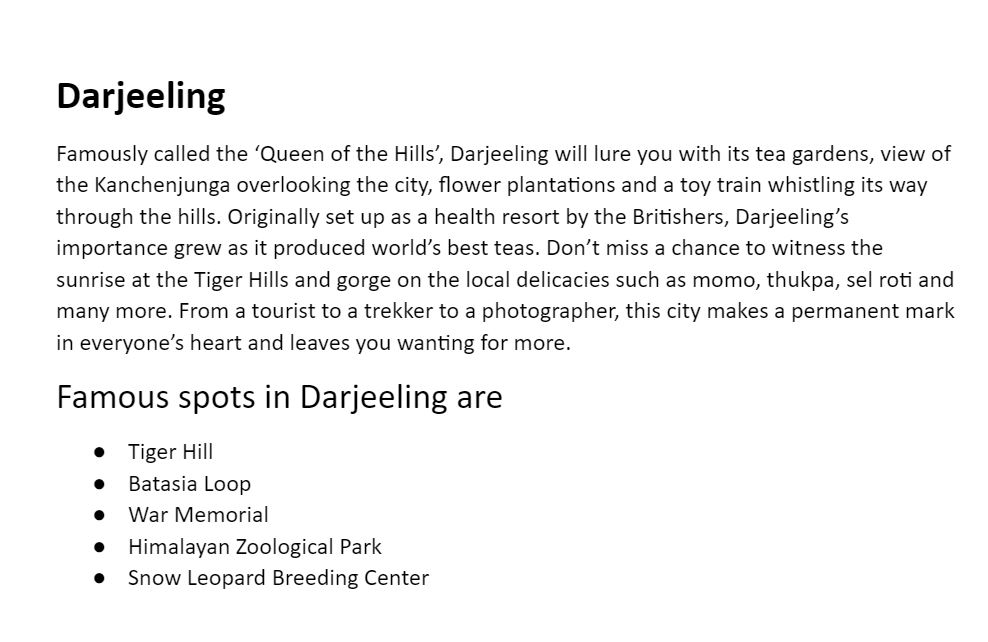 Darjeeling
Famously called the ‘Queen of the Hills’, Darjeeling will lure you with its tea gardens, view of
the Kanchenjunga overlooking the city, flower plantations and a toy train whistling its way
through the hills. Originally set up as a health resort by the Britishers, Darjeeling’s
importance grew as it produced world’s best teas. Don’t miss a chance to witness the
sunrise at the Tiger Hills and gorge on the local delicacies such as momo, thukpa, sel roti and
many more. From a tourist to a trekker to a photographer, this city makes a permanent mark
in everyone’s heart and leaves you wanting for more.
Famous spots in Darjeeling are
● Tiger Hill
● Batasia Loop
● War Memorial
● Himalayan Zoological Park
● Snow Leopard Breeding Center